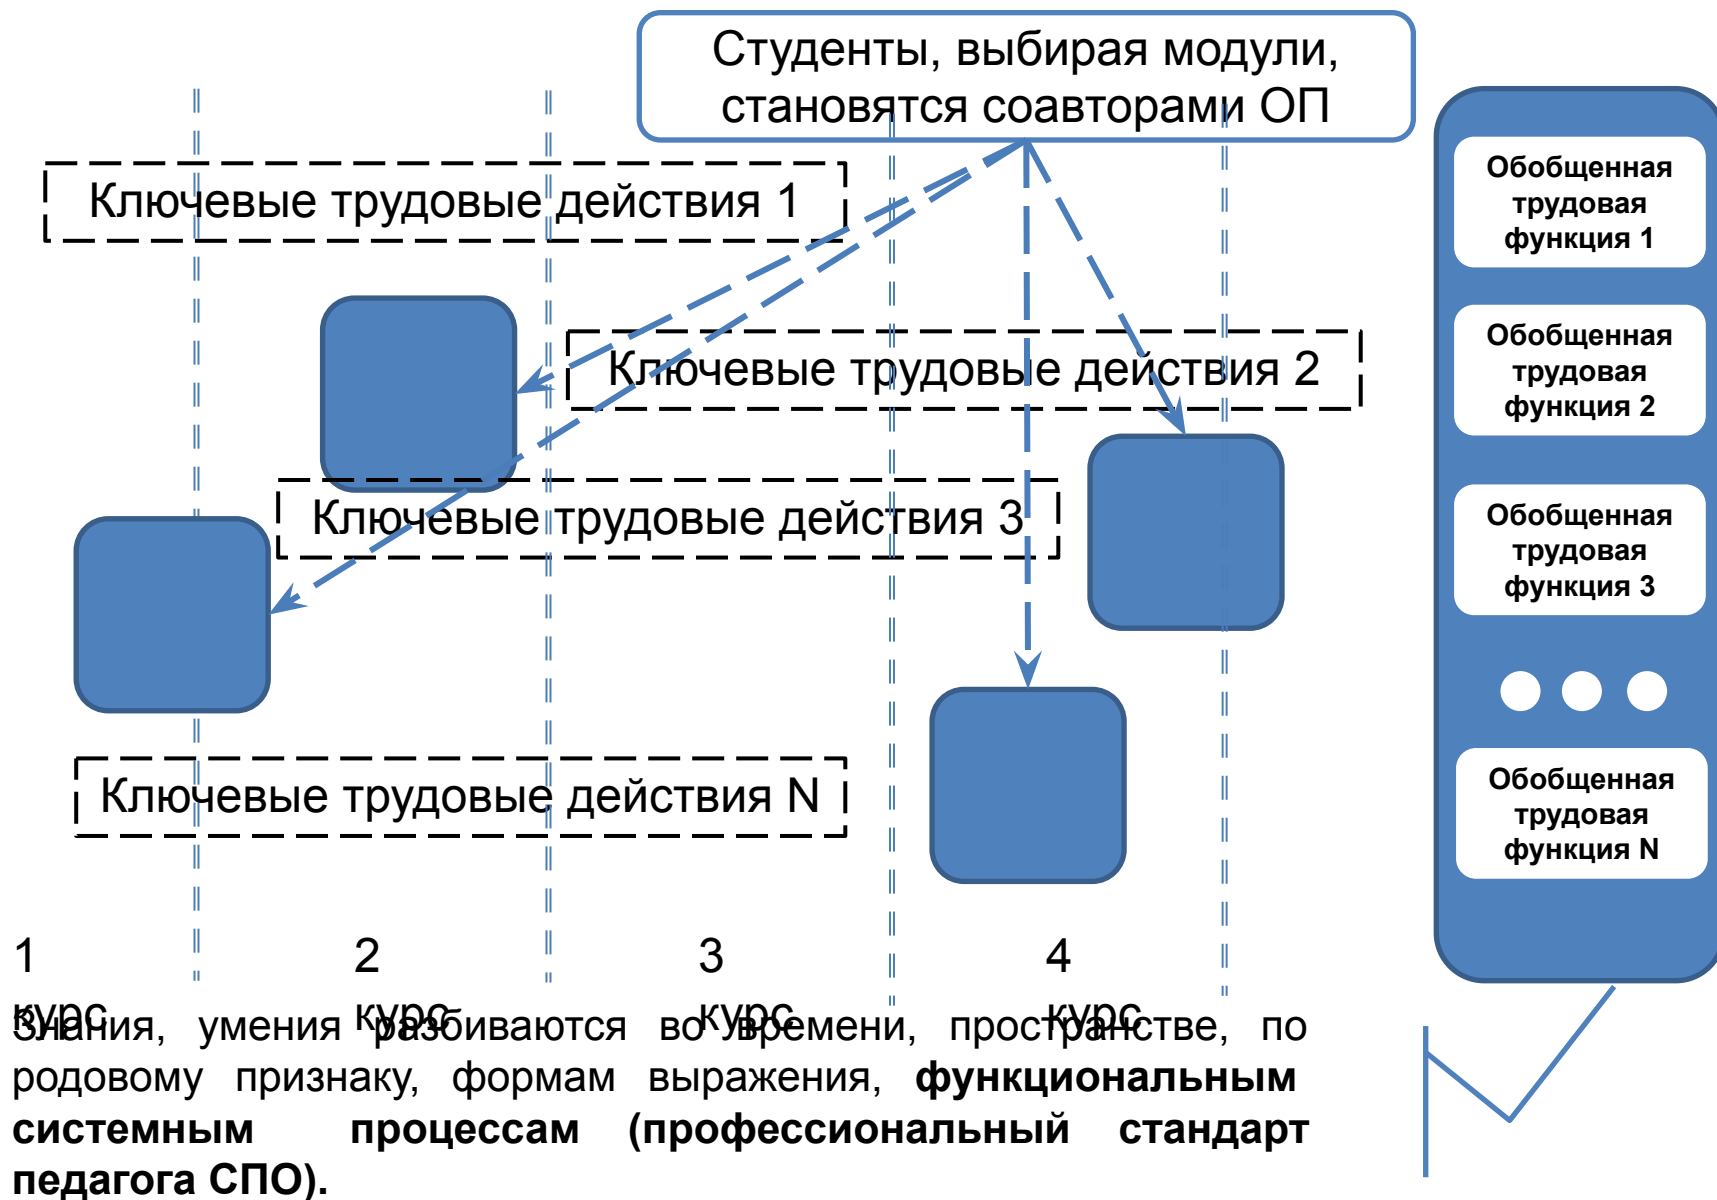 Студенты, выбирая модули,
становятся соавторами ОП
Ключевые трудовые действия 1
Ключевые трудовые действия 2
Ключевые трудовые действия 3
Ключевые трудовые действия N
Обобщенная
трудовая
функция 1
Обобщенная
трудовая
функция 2
Обобщенная
трудовая
функция 3
Обобщенная
трудовая
функция N
1
курс
2
курс
3
курс
4
курс
Знания, умения разбиваются во времени, пространстве, по
родовому признаку, формам выражения, функциональным
системным процессам (профессиональный стандарт
педагога СПО).